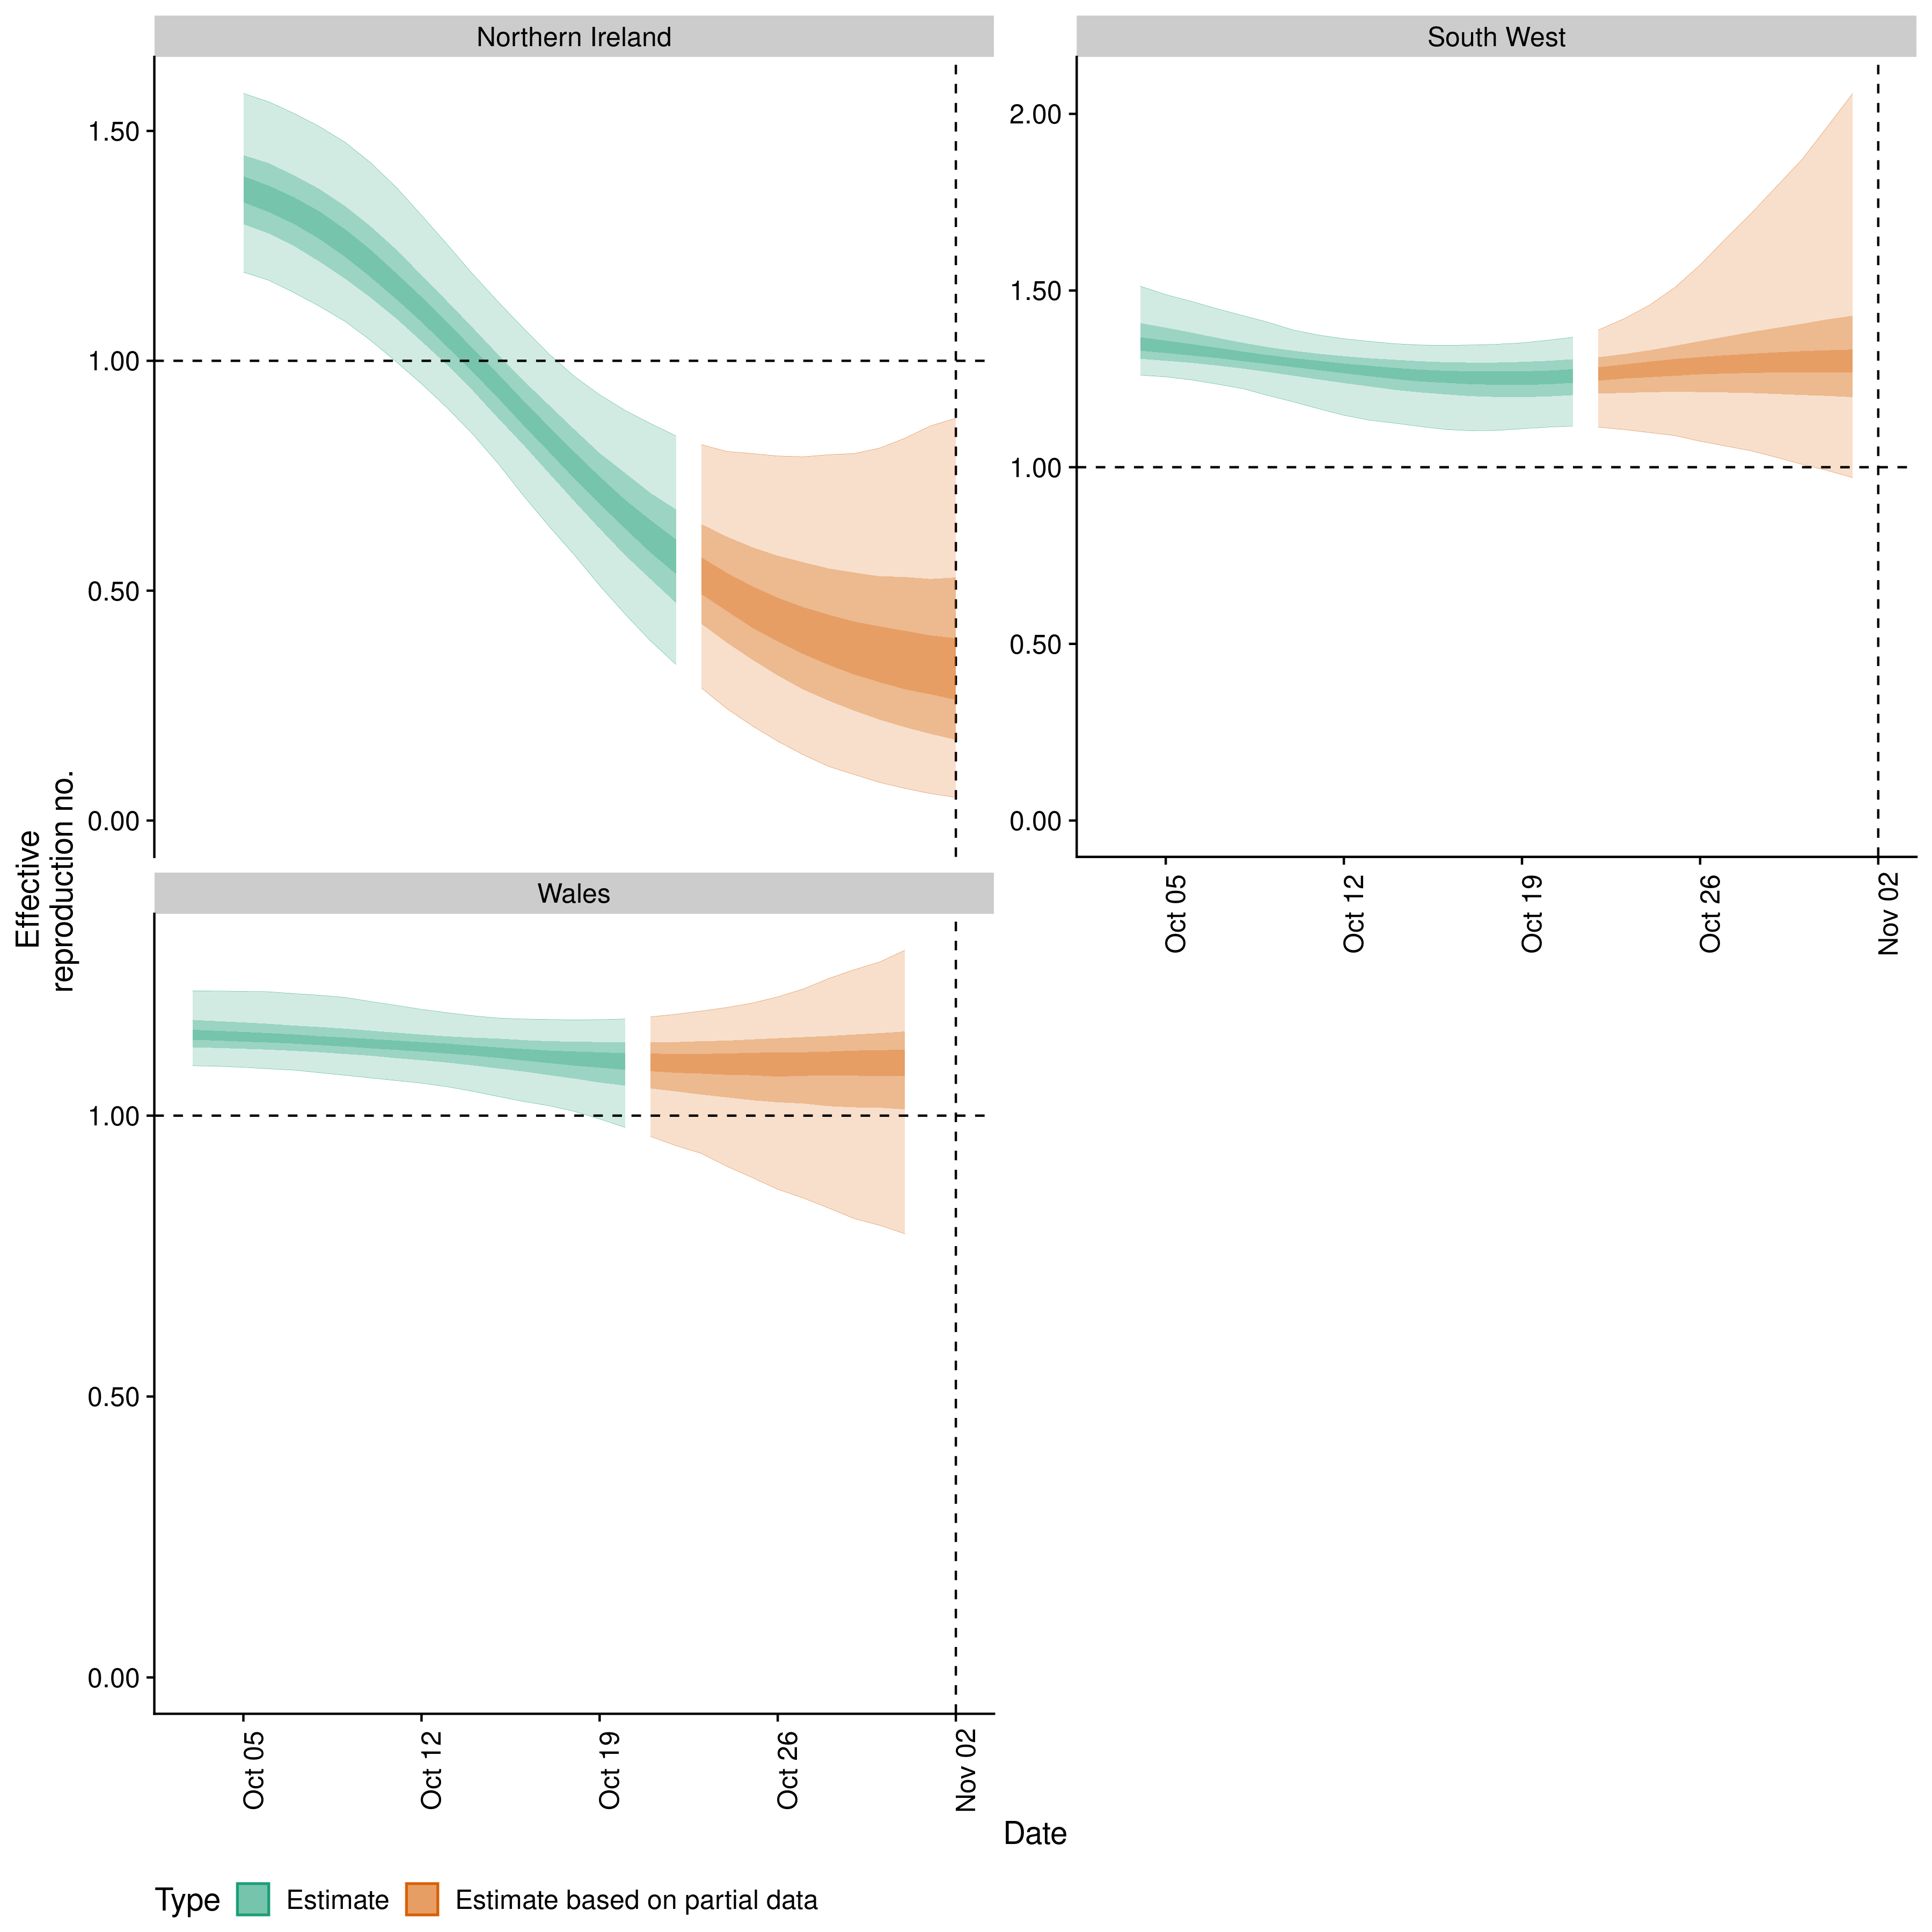 Northern Ireland
South West
1.50
1.00
0.50
0.00
2.00
1.50
1.00
0.50
0.00
Oct 05
Oct 12
Oct 19
Oct 26
Nov 02
Effective
reproduction no.
Wales
1.00
0.50
0.00
Oct 05
Oct 12
Oct 19
Oct 26
Nov 02
Date
Type Estimate Estimate based on partial data